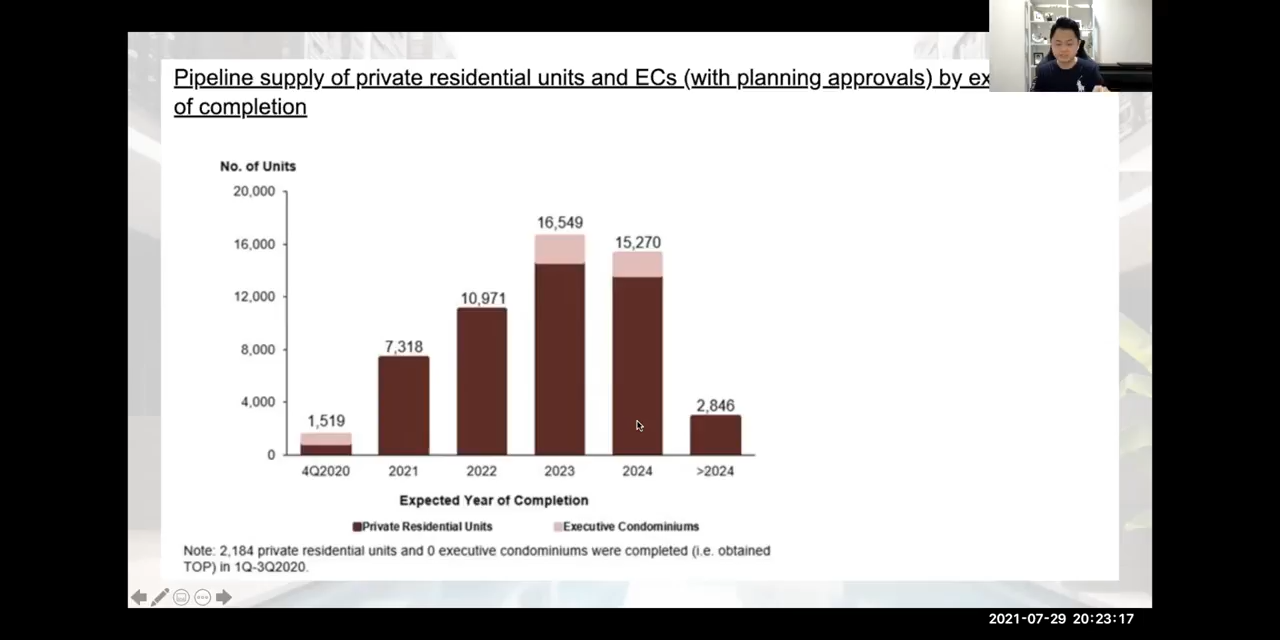 Pipeline supply of private residential units and ECs (with planning approvals) by
of completion
No. of Units
20,000
16,000
12,000
8,000
4,000
0
1,519
7,318
10,971
16,549
15,270
2,846
4Q2020 2021 2022 2023 2024 >2024
Expected Year of Completion
Private Residential Units Executive Condominiums
Note: 2,184 private residential units and 0 executive condominiums were completed (i.e. obtained
TOP) in 1Q-3Q2020.
2021-07-29 20:23:17